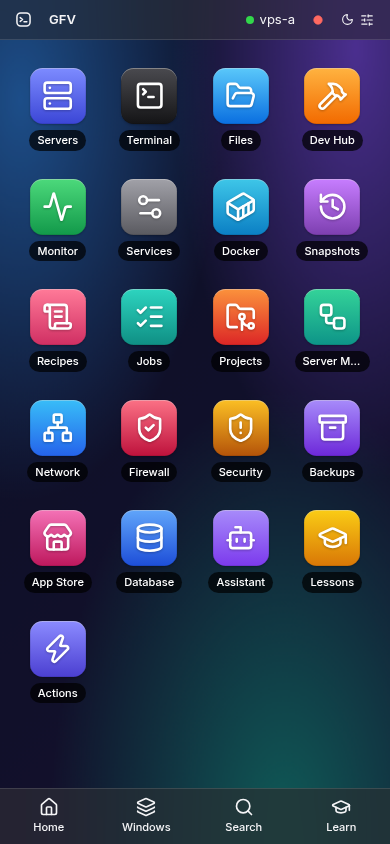 GFV vps-a
Servers Terminal Files Dev Hub
Monitor Services Docker Snapshots
Recipes Jobs Projects Server M...
Network Firewall Security Backups
App Store Database Assistant Lessons
Actions
Home Windows Search Learn